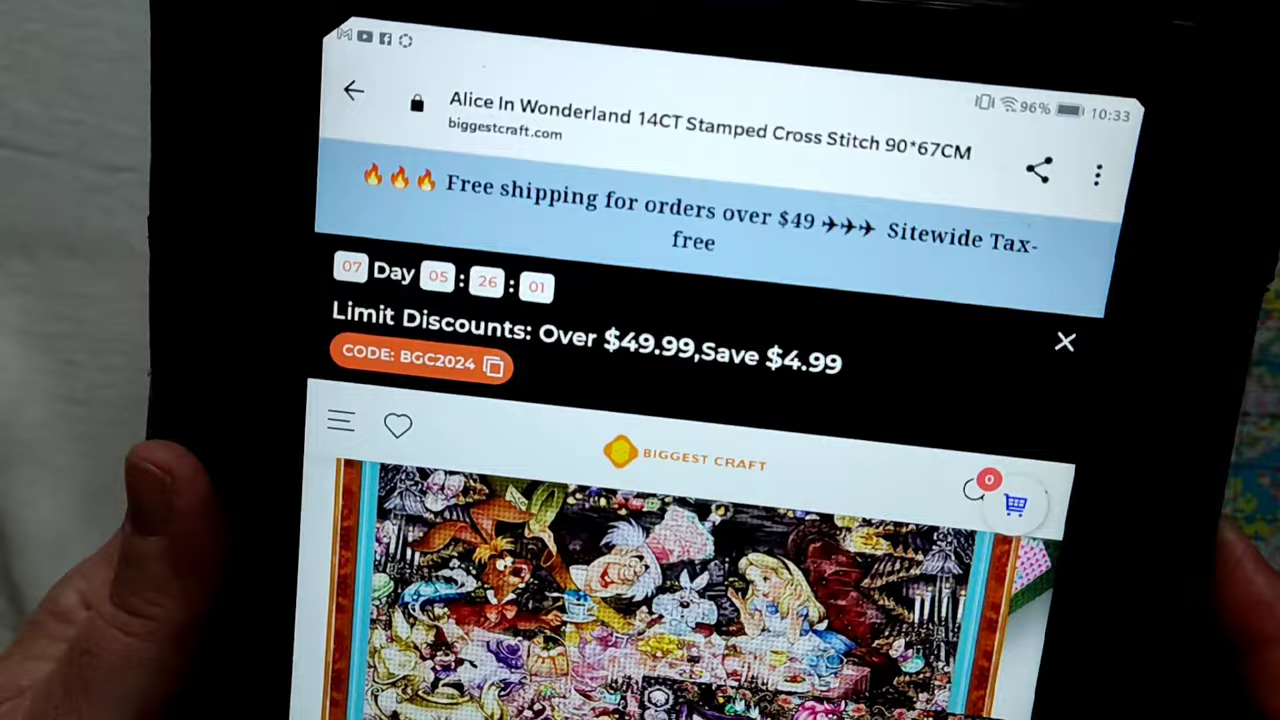 96% 10:33
Alice In Wonderland 14CT Stamped Cross Stitch 90*67CM
biggestcraft.com
🔥🔥🔥 Free shipping for orders over $49 ✈✈✈ Sitewide Tax-
free
07 Day 05 : 26 : 01
Limit Discounts: Over $49.99,Save $4.99
CODE: BGC2024
BIGGEST CRAFT
0